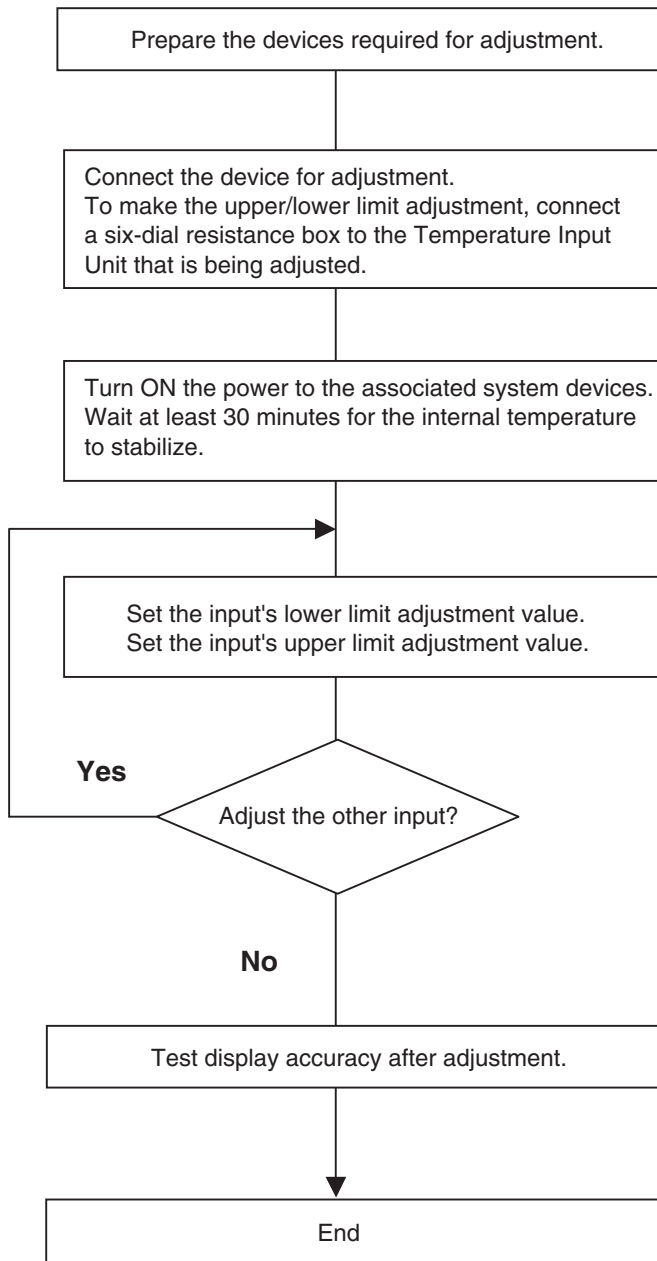 Prepare the devices required for adjustment.
Connect the device for adjustment.
To make the upper/lower limit adjustment, connect
a six-dial resistance box to the Temperature Input
Unit that is being adjusted.
Turn ON the power to the associated system devices.
Wait at least 30 minutes for the internal temperature
to stabilize.
Set the input's lower limit adjustment value.
Set the input's upper limit adjustment value.
Yes
Adjust the other input?
No
Test display accuracy after adjustment.
End